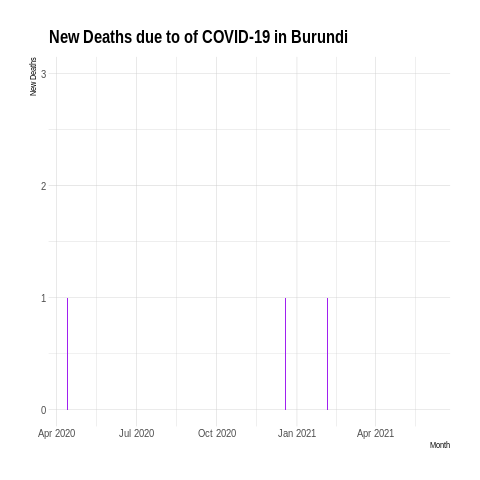 New Deaths due to of COVID-19 in Burundi
New Deaths
3
2
1
0
Apr 2020 Jul 2020 Oct 2020 Jan 2021 Apr 2021
Month